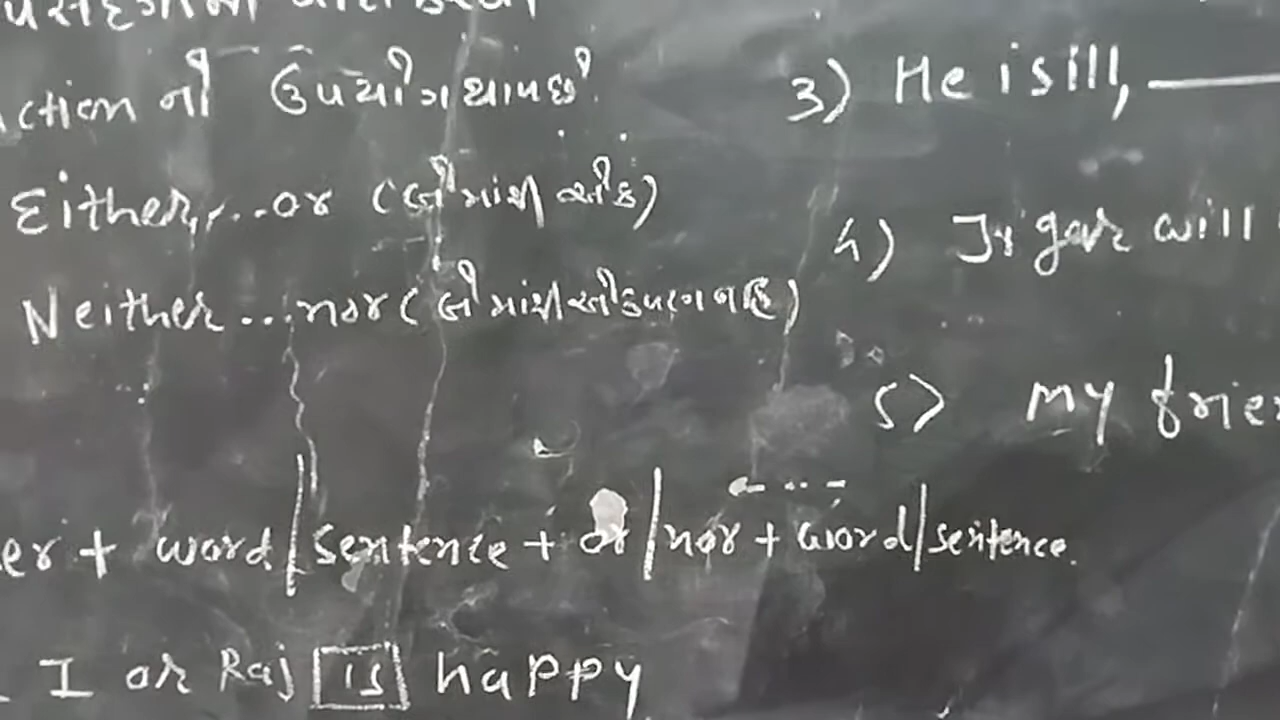 ction નો ઉપયોગ થાય છે.
Either,... or (બે માંથી એક)
Neither... nor (બે માંથી એક પણ નહિ)
er + word/sentence + or/nor + word/sentence.
I or Raj is happy
3) He is ill,
4) Jigar will
5) My frie